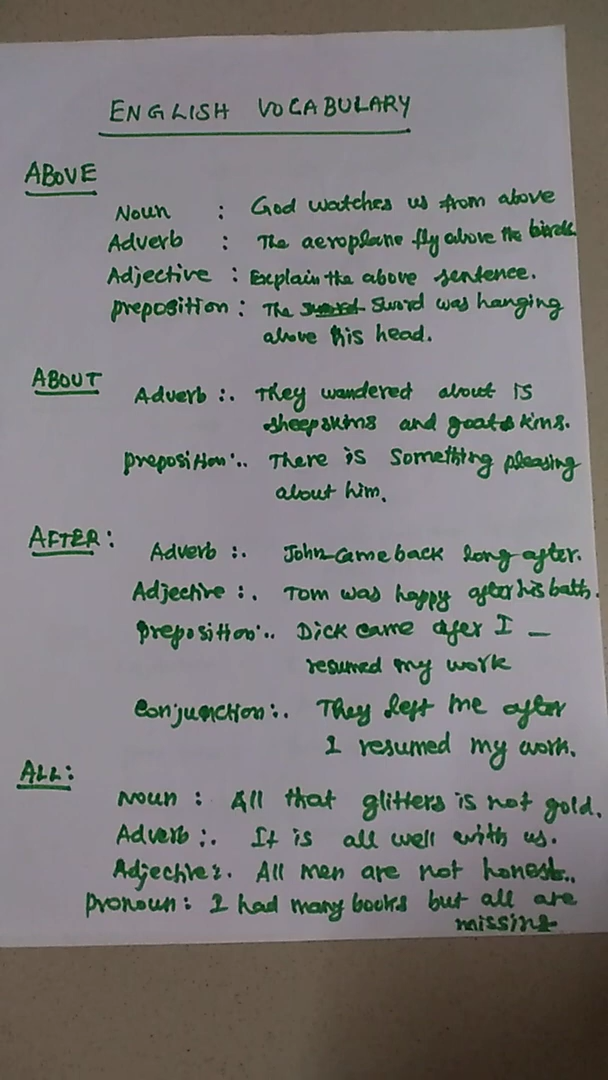 ENGLISH VOCABULARY
ABOVE
Noun : God watches us from above
Adverb : The aeroplane fly above the birds.
Adjective : Explain the above sentence.
preposition : The Sword was hanging
above his head.
ABOUT
Adverb :. They wandered about is
sheepskins and goatskins.
preposition :. There is something pleasing
about him.
AFTER :
Adverb :. John came back long after.
Adjective :. Tom was happy after his bath.
preposition :. Dick came afer I _
resumed my work
Conjunction :. They left me after
I resumed my work.
ALL :
Noun : All that glitters is not gold.
Adverb :. It is all well with us.
Adjective :. All men are not honest..
pronoun : I had many books but all are
missing